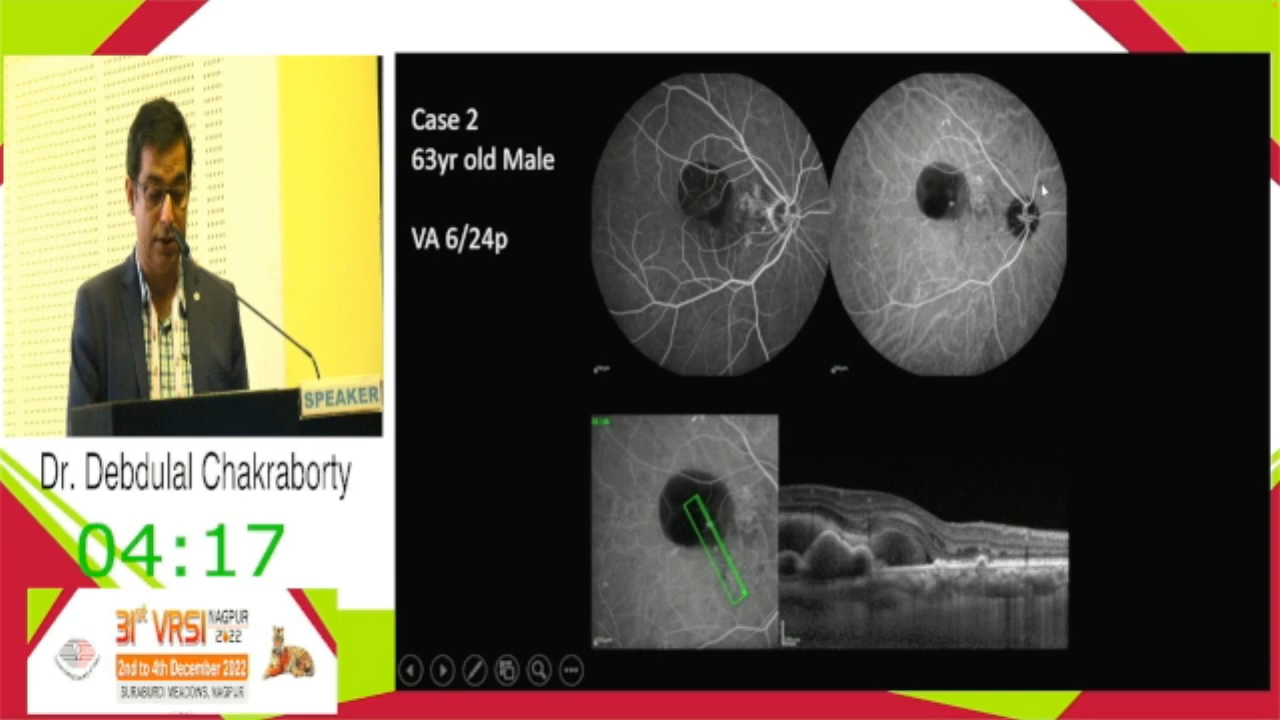 Case 2
63yr old Male
VA 6/24p
SPEAKER
Dr. Debdulal Chakraborty
04:17
31st VRSI NAGPUR 2022
2nd to 4th December 2022
SURABURDI MEADOWS, NAGPUR